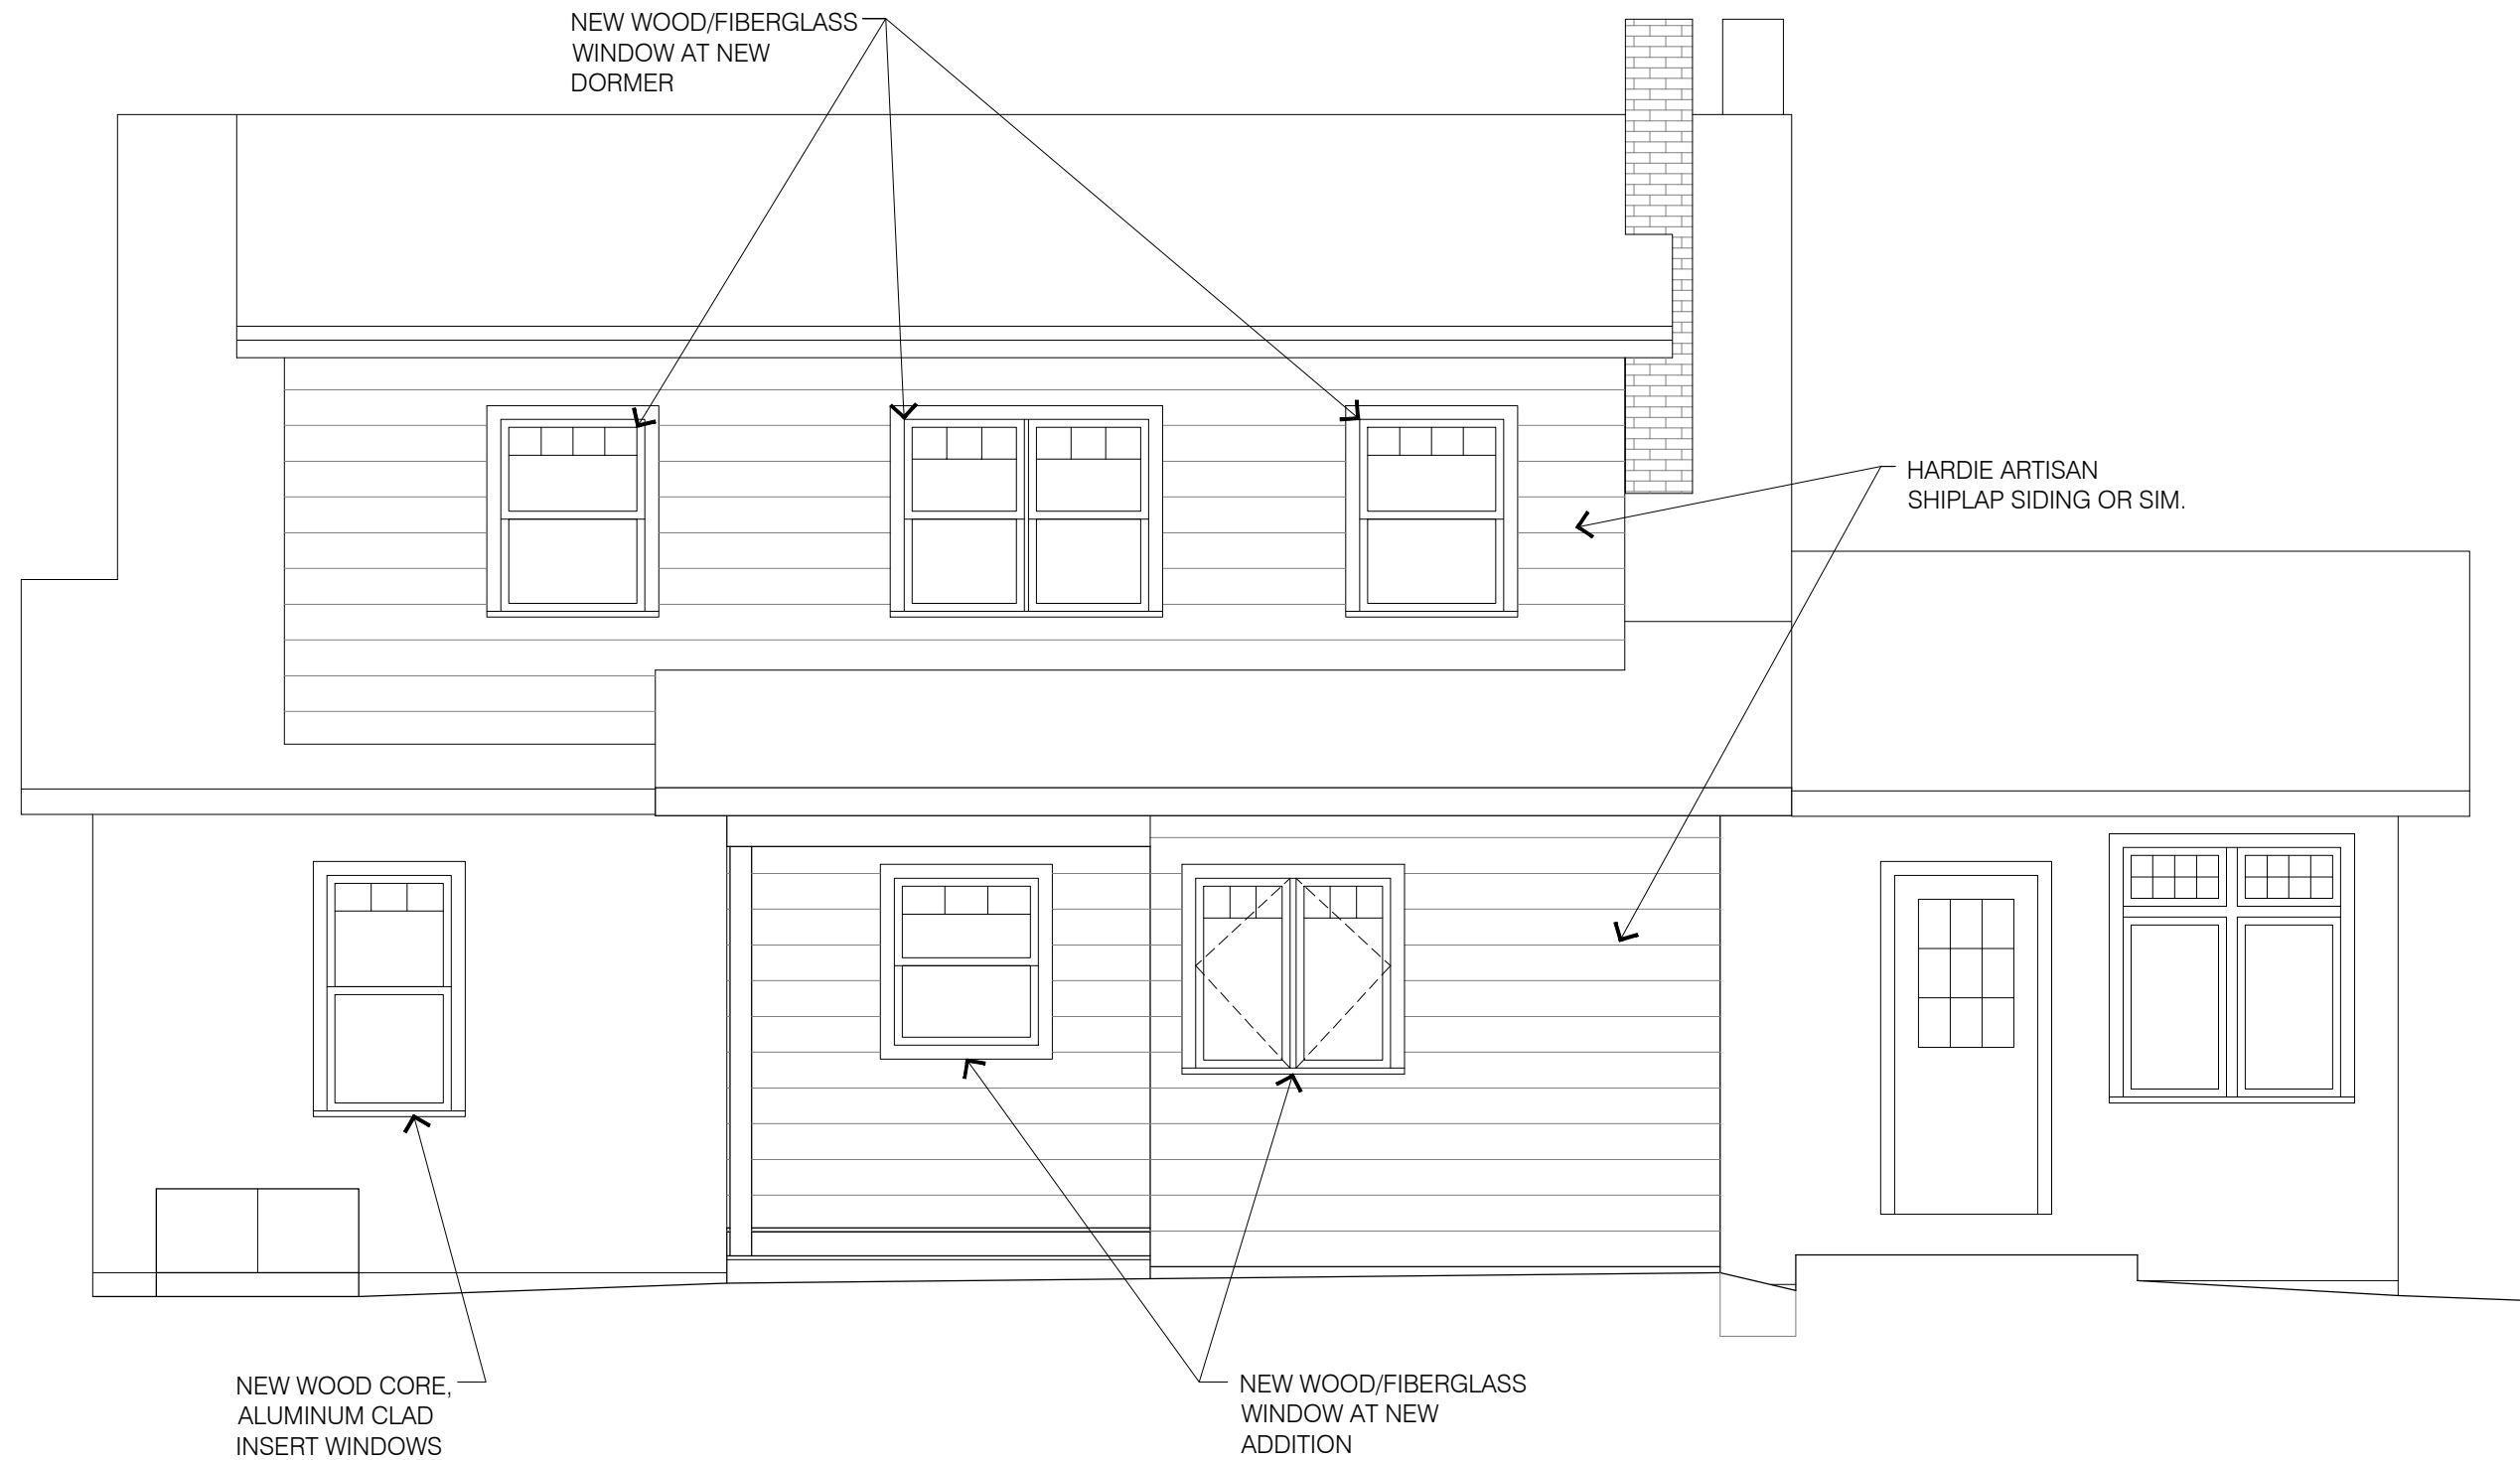 NEW WOOD/FIBERGLASS
WINDOW AT NEW
DORMER
HARDIE ARTISAN
SHIPLAP SIDING OR SIM.
NEW WOOD CORE,
ALUMINUM CLAD
INSERT WINDOWS
NEW WOOD/FIBERGLASS
WINDOW AT NEW
ADDITION